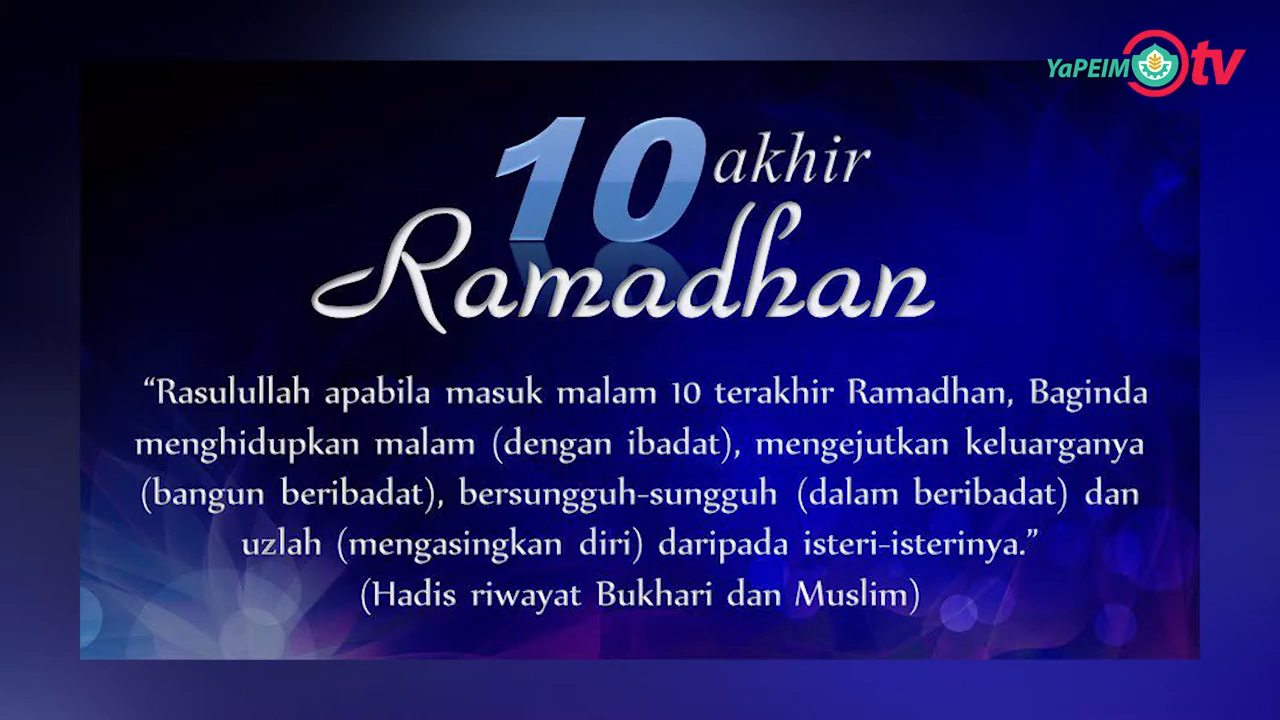 YaPEIM tv
10 akhir
Ramadhan
“Rasulullah apabila masuk malam 10 terakhir Ramadhan, Baginda
menghidupkan malam (dengan ibadat), mengejutkan keluarganya
(bangun beribadat), bersungguh-sungguh (dalam beribadat) dan
uzlah (mengasingkan diri) daripada isteri-isterinya.”
(Hadis riwayat Bukhari dan Muslim)